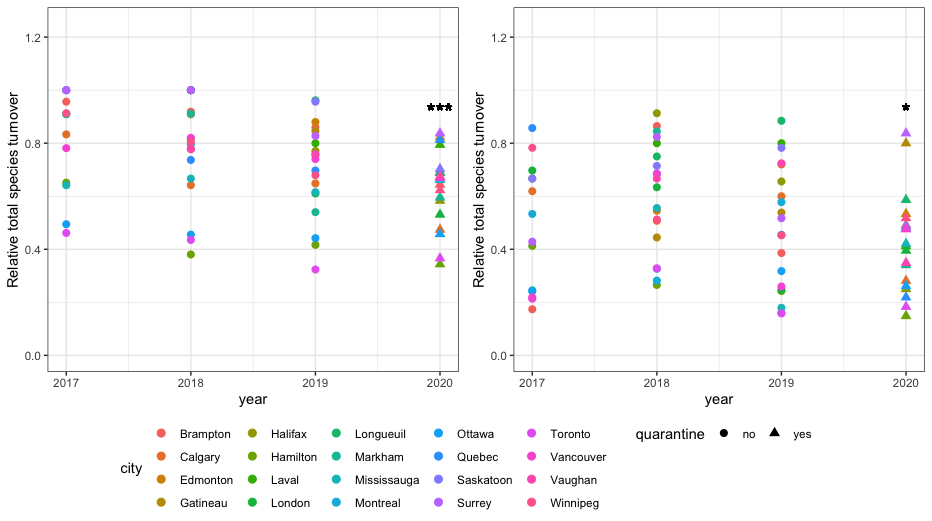 Relative total species turnover
1.2
0.8
0.4
0.0
***
2017 2018 2019 2020
year
Relative total species turnover
1.2
0.8
0.4
0.0
*
2017 2018 2019 2020
year
city
Brampton Halifax Longueuil Ottawa Toronto
Calgary Hamilton Markham Quebec Vancouver
Edmonton Laval Mississauga Saskatoon Vaughan
Gatineau London Montreal Surrey Winnipeg
quarantine no yes